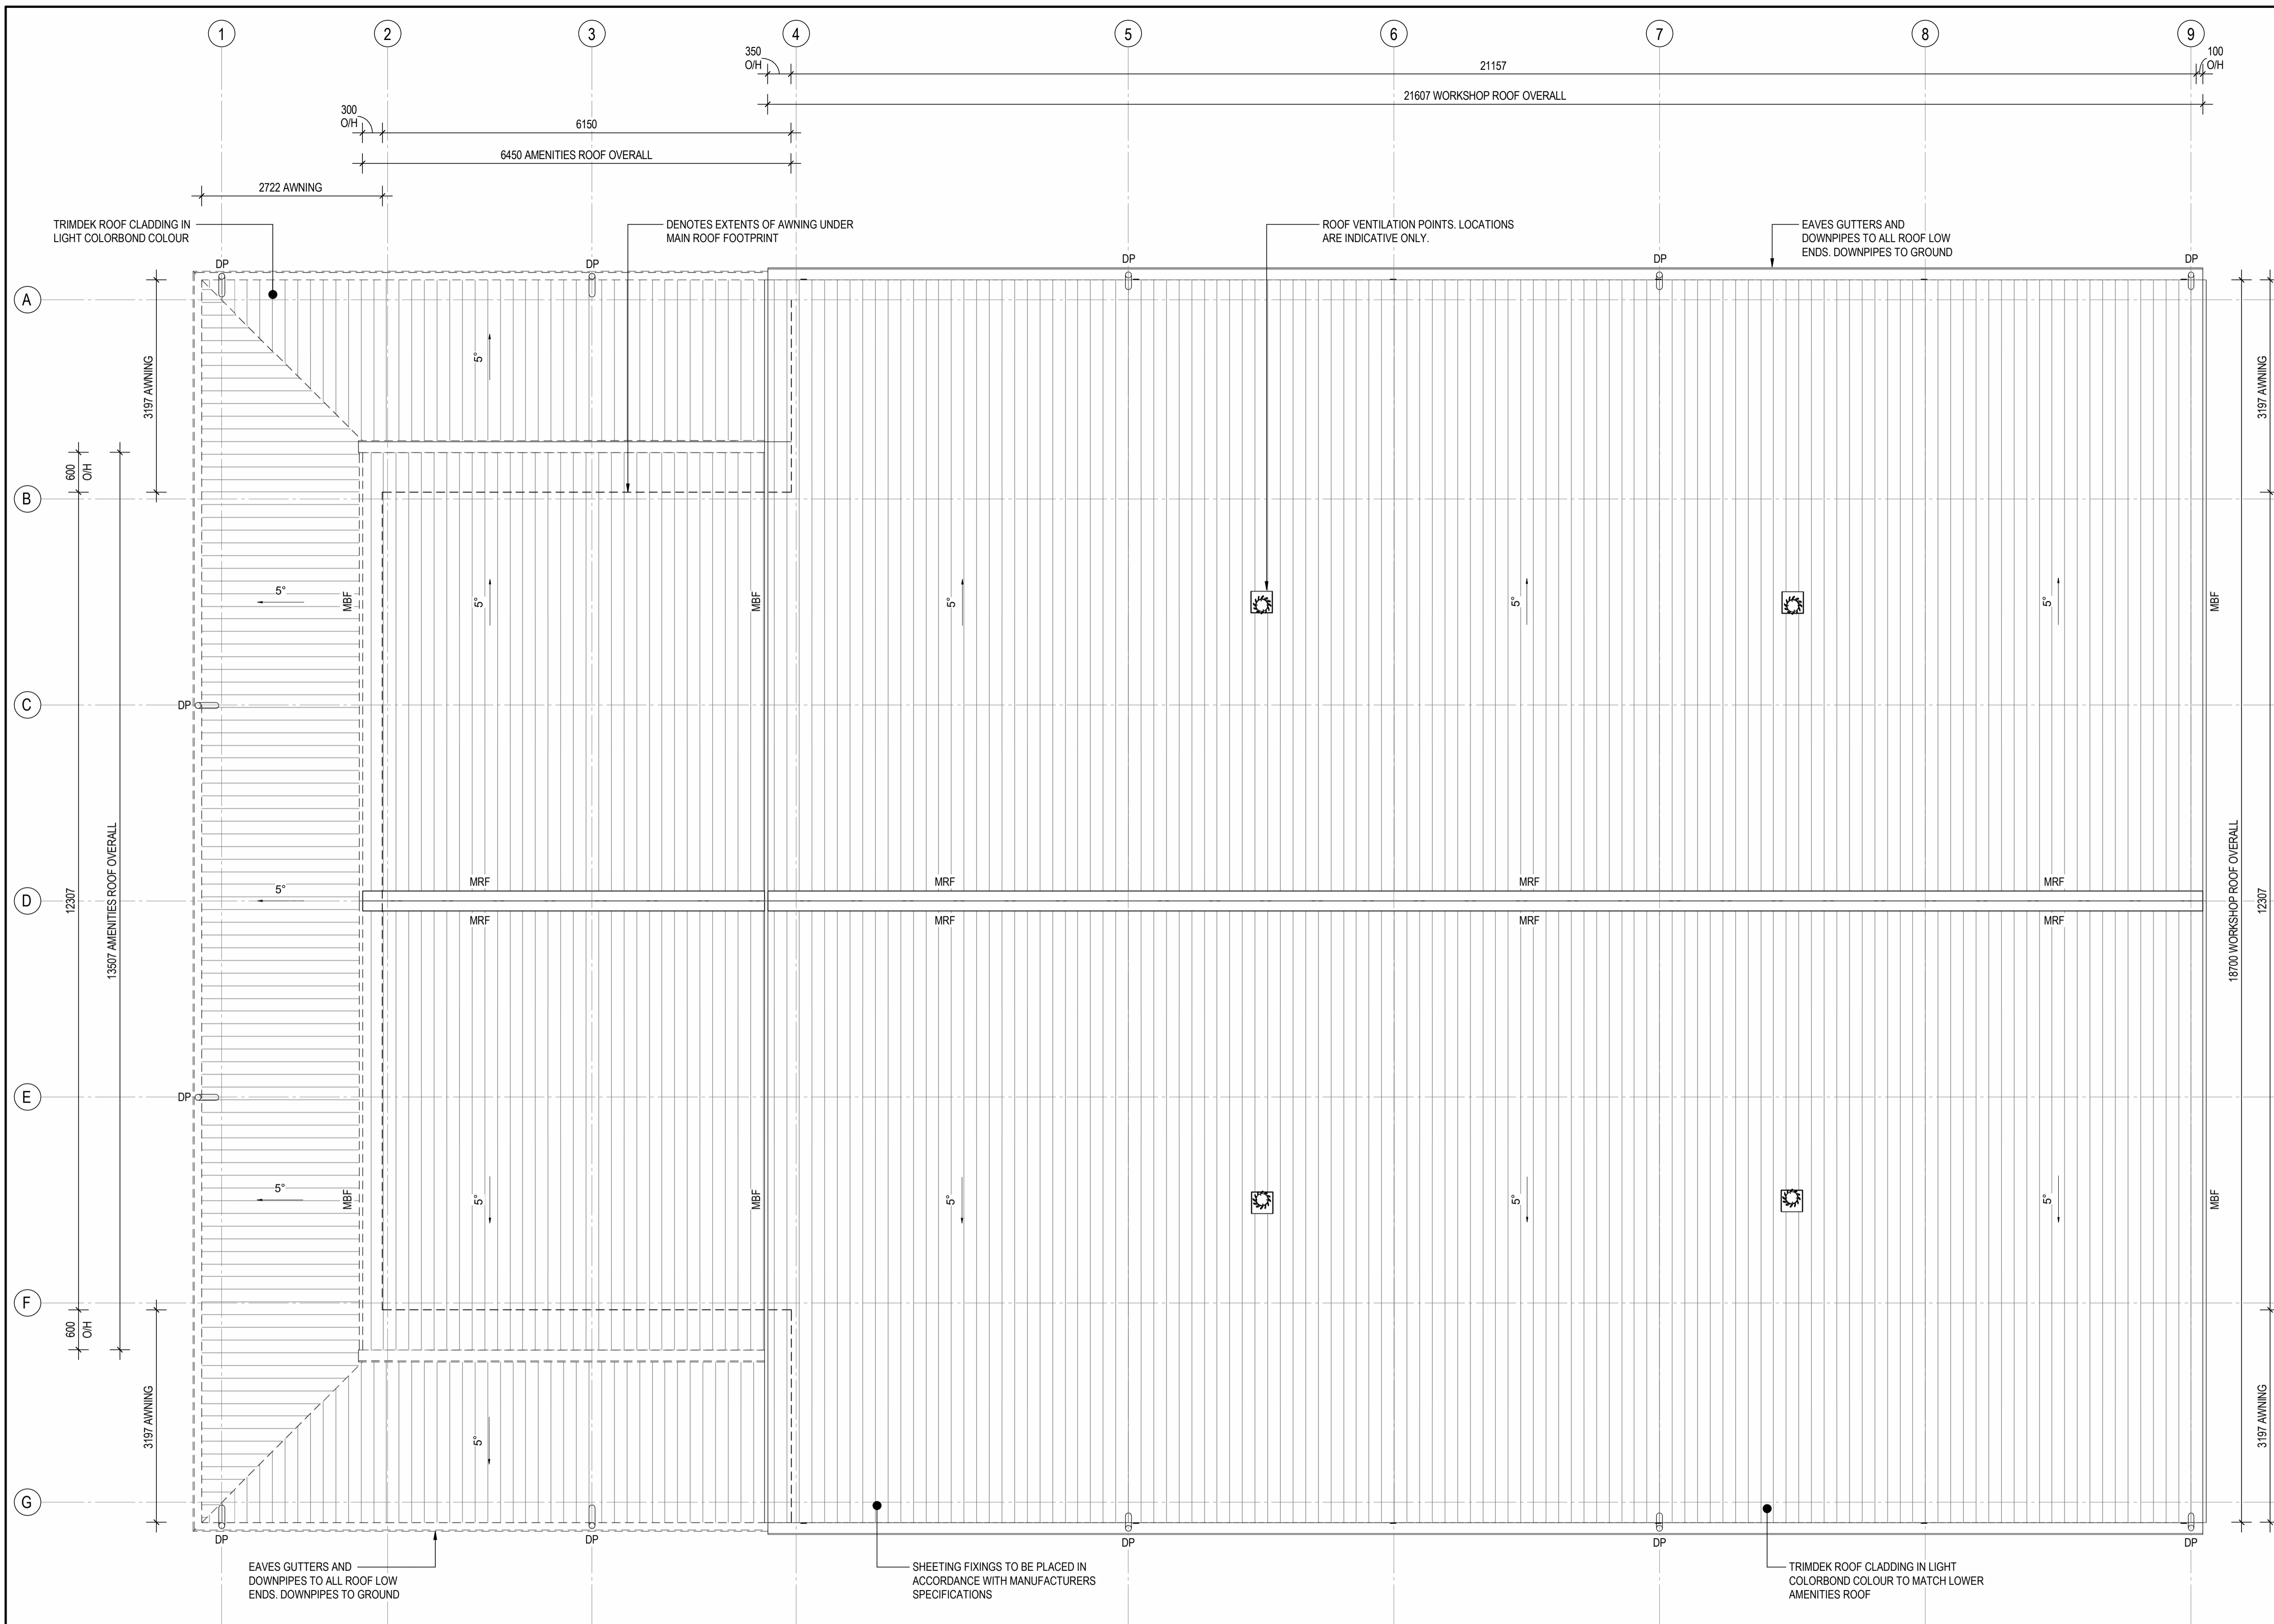 1
2
3
4
5
6
7
8
9
350
O/H
21157
100
O/H
21607 WORKSHOP ROOF OVERALL
300
O/H
6150
6450 AMENITIES ROOF OVERALL
2722 AWNING
TRIMDEK ROOF CLADDING IN
LIGHT COLORBOND COLOUR
DENOTES EXTENTS OF AWNING UNDER
MAIN ROOF FOOTPRINT
ROOF VENTILATION POINTS. LOCATIONS
ARE INDICATIVE ONLY.
EAVES GUTTERS AND
DOWNPIPES TO ALL ROOF LOW
ENDS. DOWNPIPES TO GROUND
DP
DP
DP
DP
DP
A
3197 AWNING
5°
3197 AWNING
600
O/H
B
5°
MBF
5°
MBF
5°
5°
5°
MBF
C
DP
13507 AMENITIES ROOF OVERALL
12307
18700 WORKSHOP ROOF OVERALL
12307
D
5°
MRF
MRF
MRF
MRF
MRF
MRF
MRF
MRF
E
DP
5°
MBF
5°
MBF
5°
5°
5°
MBF
F
600
O/H
3197 AWNING
5°
3197 AWNING
G
DP
DP
DP
DP
DP
EAVES GUTTERS AND
DOWNPIPES TO ALL ROOF LOW
ENDS. DOWNPIPES TO GROUND
SHEETING FIXINGS TO BE PLACED IN
ACCORDANCE WITH MANUFACTURERS
SPECIFICATIONS
TRIMDEK ROOF CLADDING IN LIGHT
COLORBOND COLOUR TO MATCH LOWER
AMENITIES ROOF